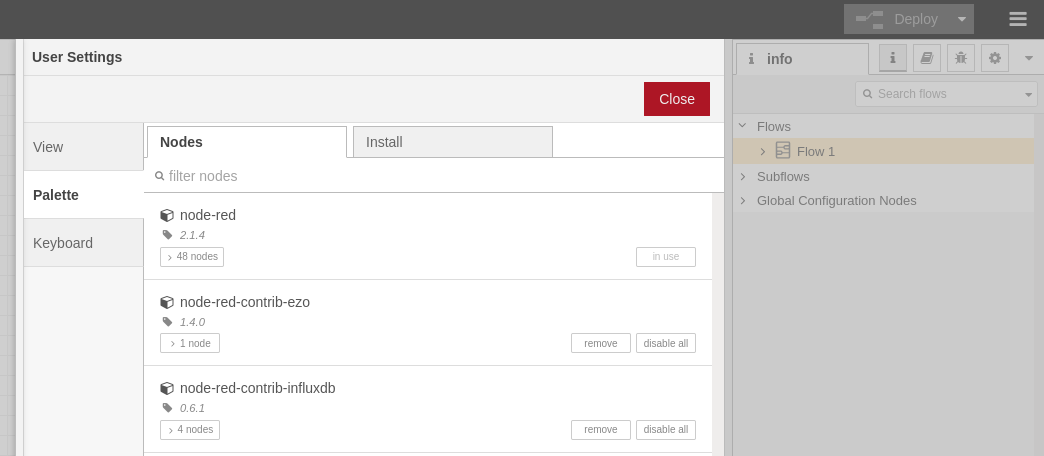 Deploy
User Settings
Close
View
Palette
Keyboard
Nodes
Install
filter nodes
node-red
2.1.4
48 nodes
in use
node-red-contrib-ezo
1.4.0
1 node
remove
disable all
node-red-contrib-influxdb
0.6.1
4 nodes
remove
disable all
info
Search flows
Flows
Flow 1
Subflows
Global Configuration Nodes